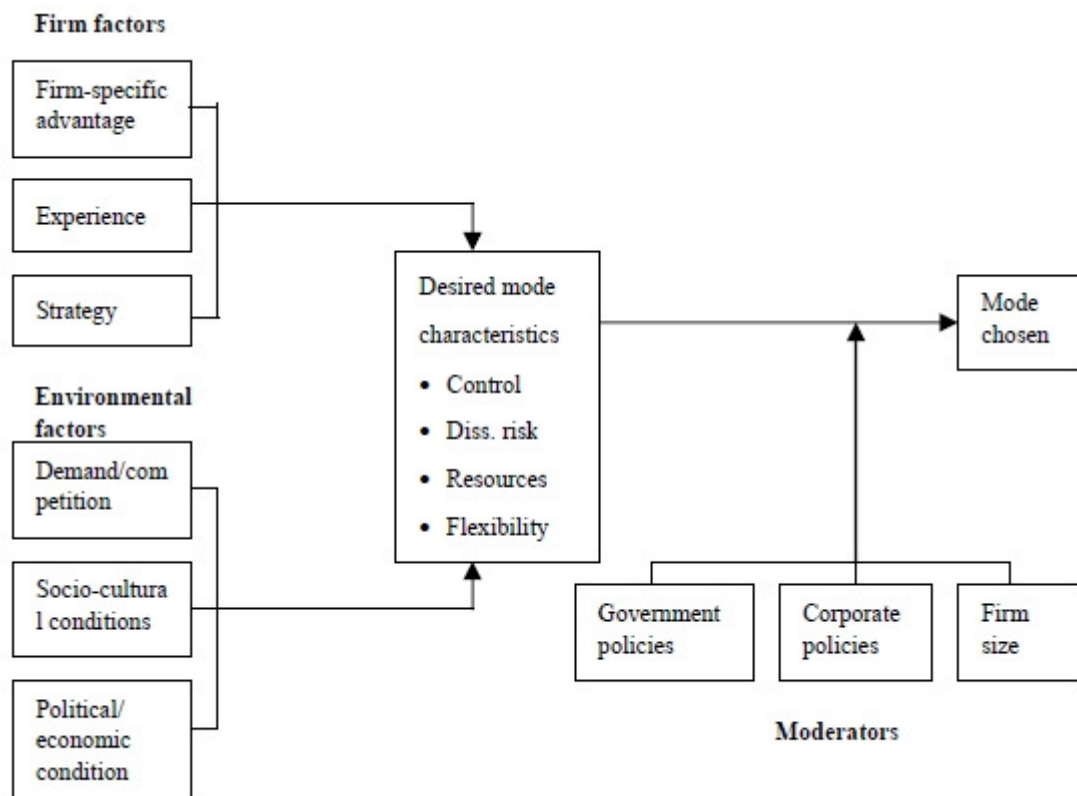 Firm factors
Firm-specific
advantage
Experience
Strategy
Environmental
factors
Demand/com
petition
Socio-cultura
l conditions
Political/
economic
condition
Desired mode
characteristics
• Control
• Diss. risk
• Resources
• Flexibility
Mode
chosen
Government
policies
Corporate
policies
Firm
size
Moderators